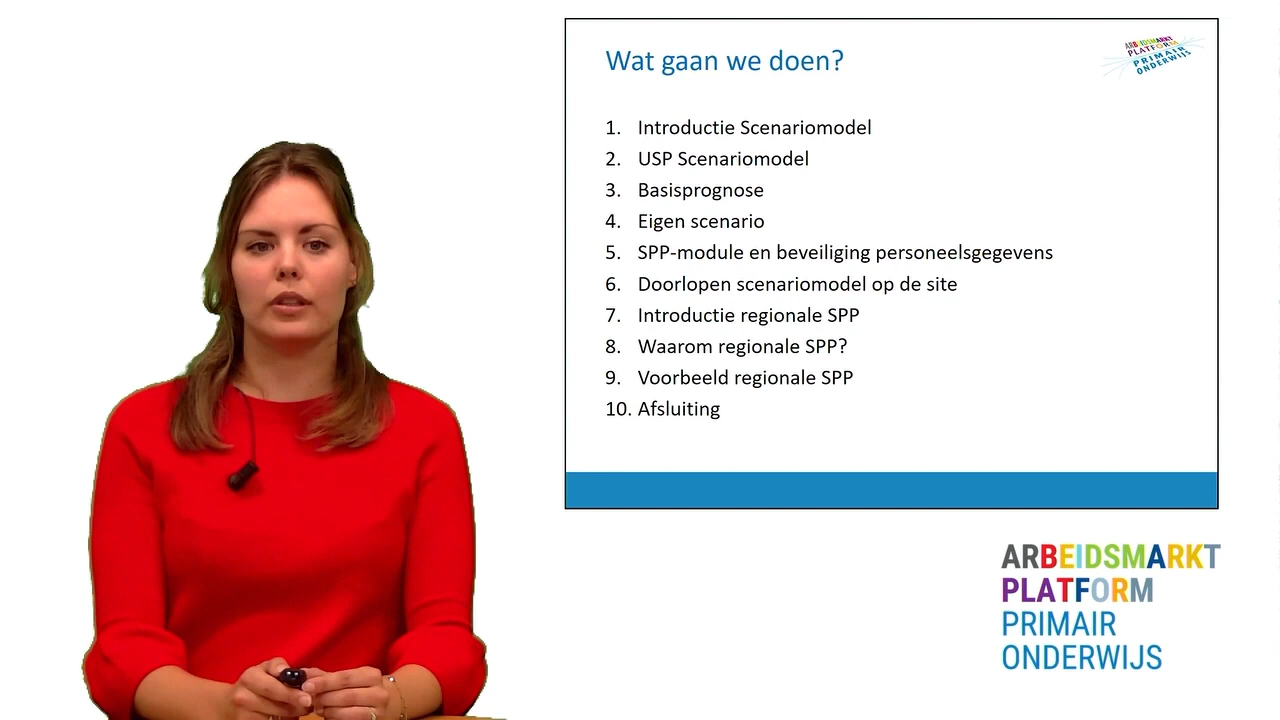 Wat gaan we doen?
ARBEIDSMARKT
PLATFORM
PRIMAIR
ONDERWIJS
1. Introductie Scenariomodel
2. USP Scenariomodel
3. Basisprognose
4. Eigen scenario
5. SPP-module en beveiliging personeelsgegevens
6. Doorlopen scenariomodel op de site
7. Introductie regionale SPP
8. Waarom regionale SPP?
9. Voorbeeld regionale SPP
10. Afsluiting
ARBEIDSMARKT
PLATFORM
PRIMAIR
ONDERWIJS